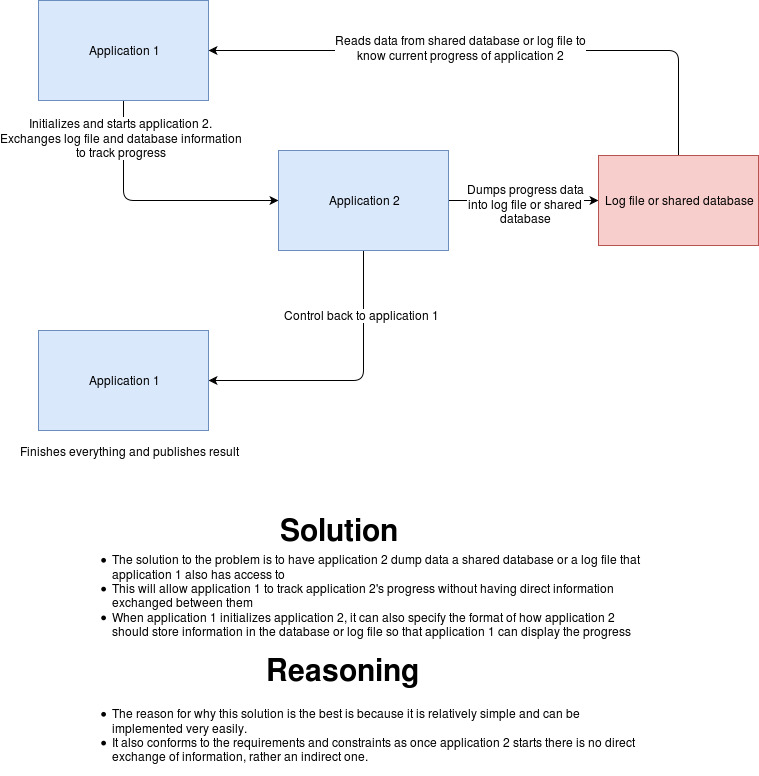 Application 1
Reads data from shared database or log file to
know current progress of application 2
Initializes and starts application 2.
Exchanges log file and database information
to track progress
Application 2
Dumps progress data
into log file or shared
database
Log file or shared database
Control back to application 1
Application 1
Finishes everything and publishes result
Solution
• The solution to the problem is to have application 2 dump data a shared database or a log file that
application 1 also has access to
• This will allow application 1 to track application 2's progress without having direct information
exchanged between them
• When application 1 initializes application 2, it can also specify the format of how application 2
should store information in the database or log file so that application 1 can display the progress
Reasoning
• The reason for why this solution is the best is because it is relatively simple and can be
implemented very easily.
• It also conforms to the requirements and constraints as once application 2 starts there is no direct
exchange of information, rather an indirect one.